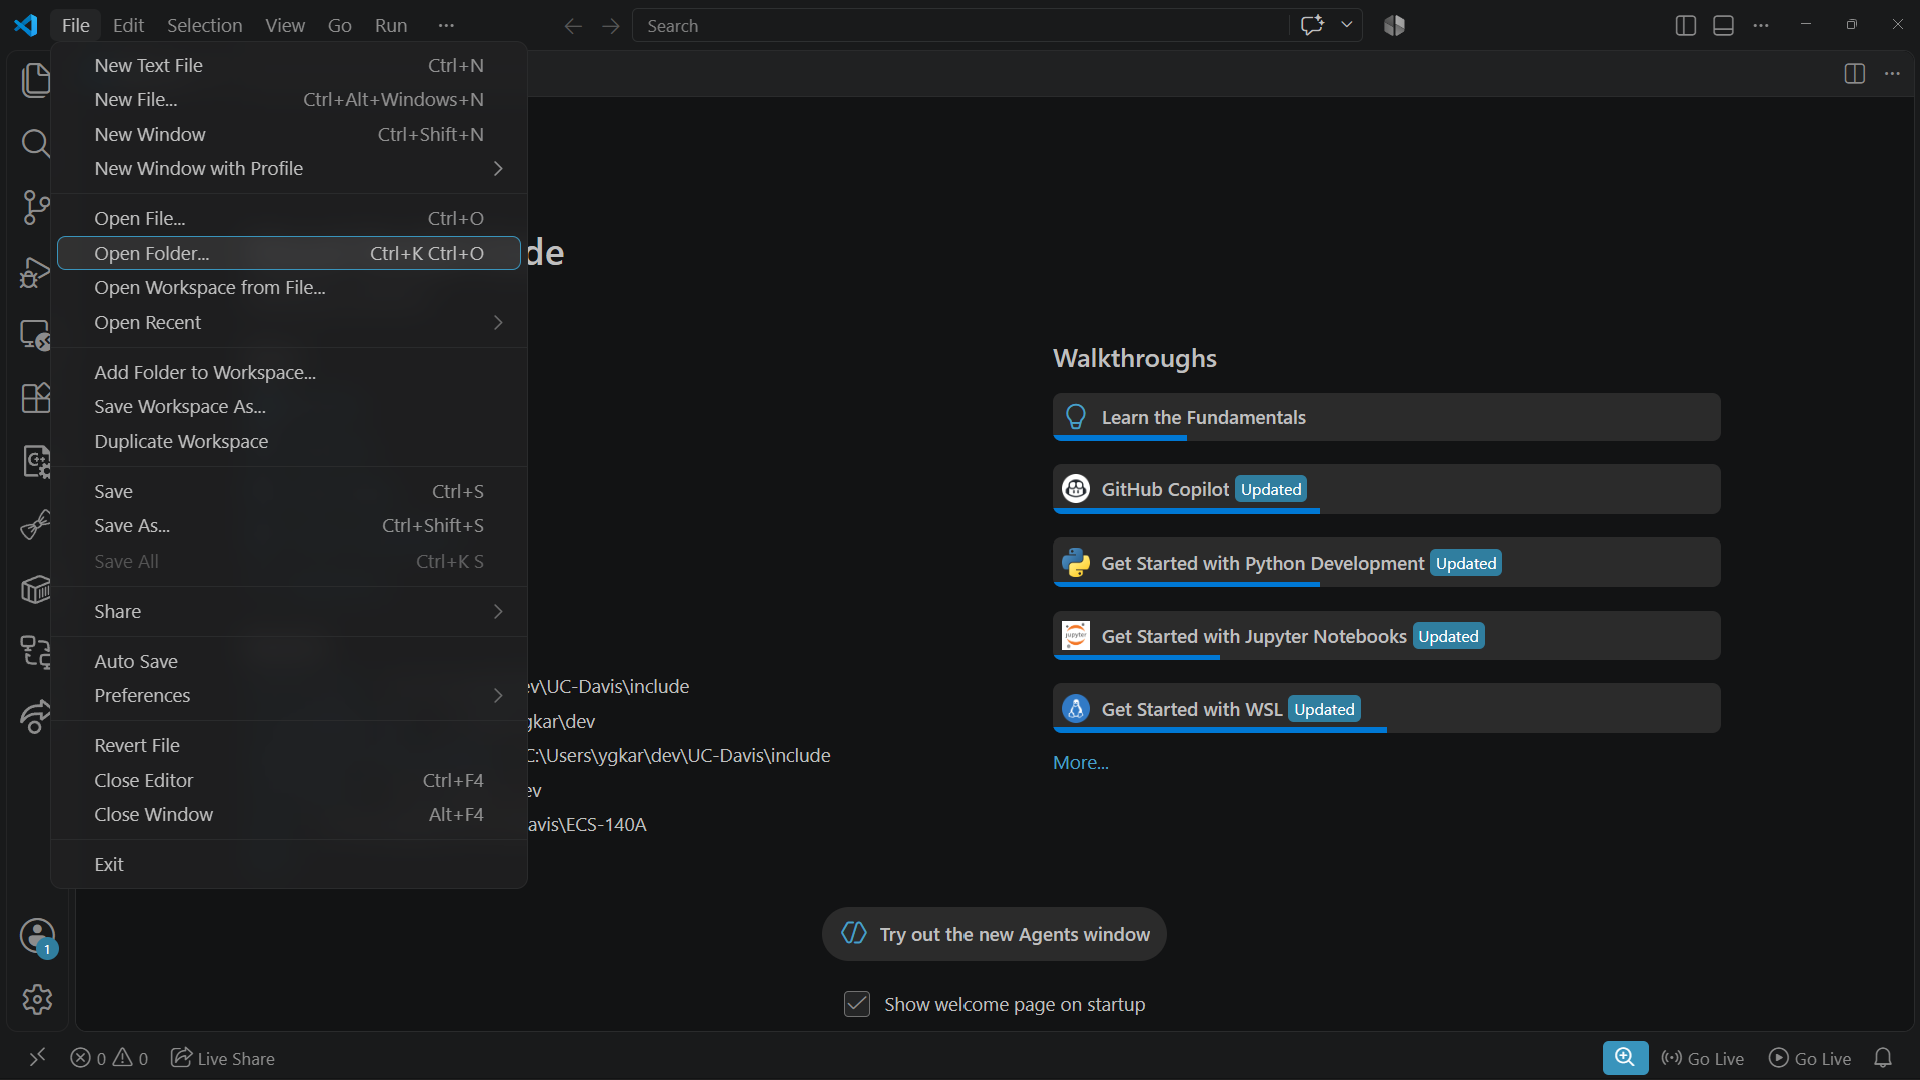 File Edit Selection View Go Run ··· Search
New Text File Ctrl+N
New File... Ctrl+Alt+Windows+N
New Window Ctrl+Shift+N
New Window with Profile
Open File... Ctrl+O
Open Folder... Ctrl+K Ctrl+O
de
Open Workspace from File...
Open Recent
Add Folder to Workspace...
Save Workspace As...
Duplicate Workspace
Save Ctrl+S
Save As... Ctrl+Shift+S
Save All Ctrl+K S
Share
Auto Save
Preferences
Revert File
Close Editor Ctrl+F4
Close Window Alt+F4
Exit
ev\UC-Davis\include
gkar\dev
C:\Users\ygkar\dev\UC-Davis\include
ev
avis\ECS-140A
Walkthroughs
Learn the Fundamentals
GitHub Copilot Updated
Get Started with Python Development Updated
jupyter Get Started with Jupyter Notebooks Updated
Get Started with WSL Updated
More...
Try out the new Agents window
Show welcome page on startup
1
0 0 Live Share Go Live Go Live